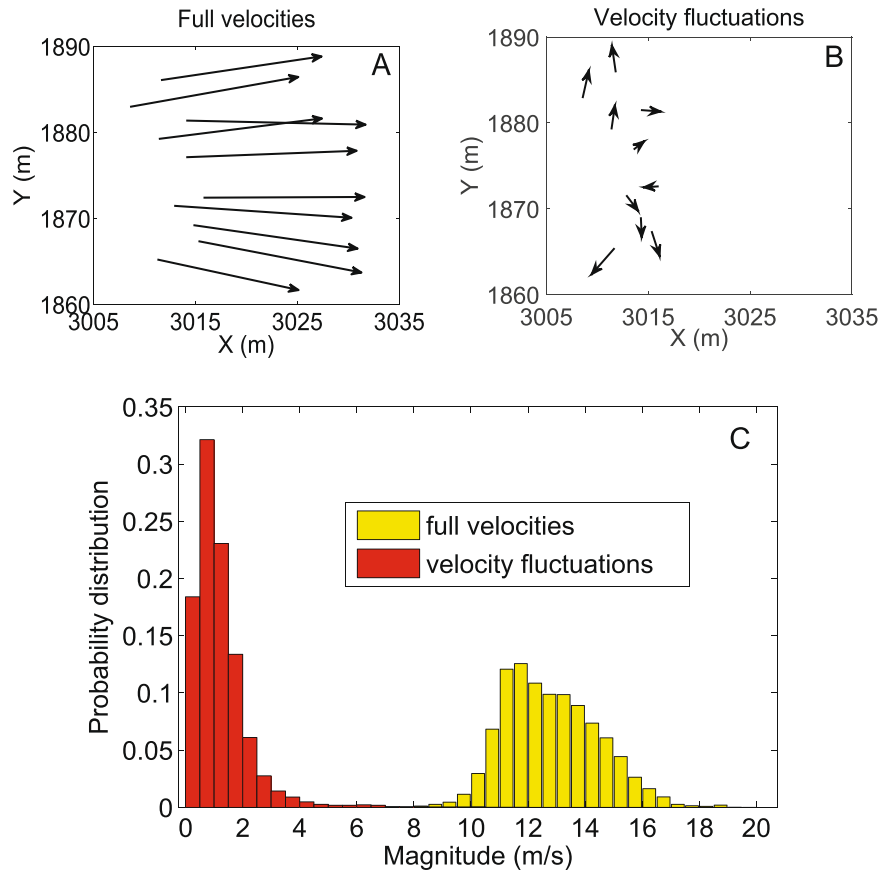 Full velocities
Velocity fluctuations
A
B
1890
1880
1870
1860
Y (m)
3005
3015
3025
3035
X (m)
1890
1880
1870
1860
Y (m)
3005
3015
3025
3035
X (m)
C
0.35
0.3
0.25
0.2
0.15
0.1
0.05
0
Probability distribution
full velocities
velocity fluctuations
0 2 4 6 8 10 12 14 16 18 20
Magnitude (m/s)